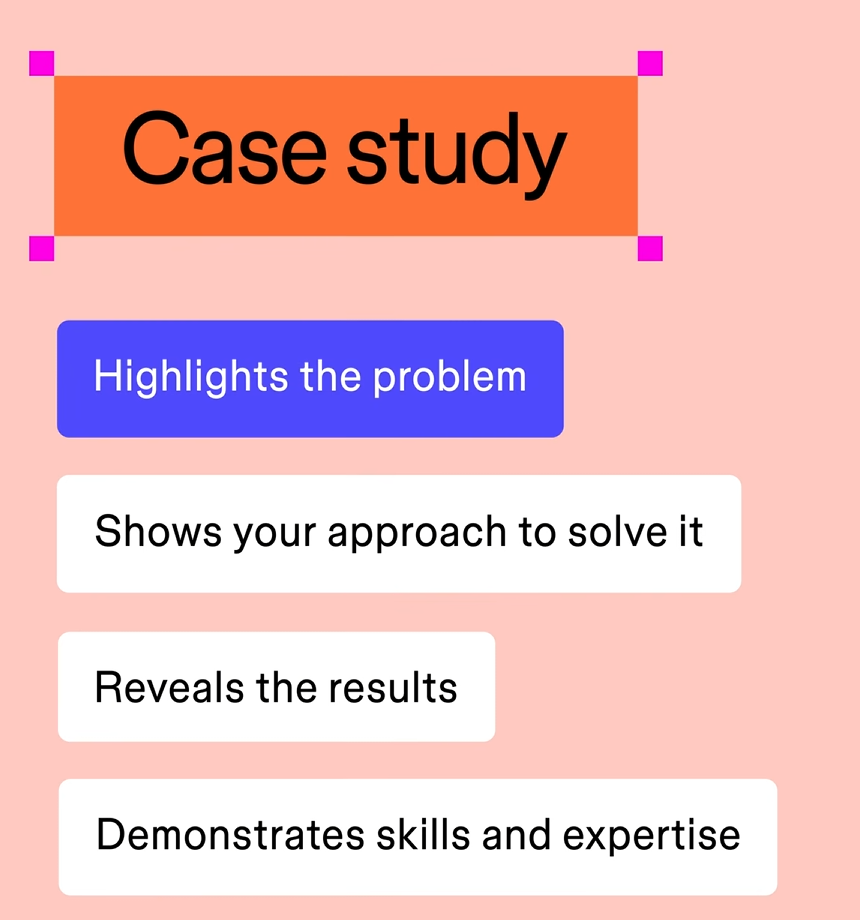 Case study
Highlights the problem
Shows your approach to solve it
Reveals the results
Demonstrates skills and expertise